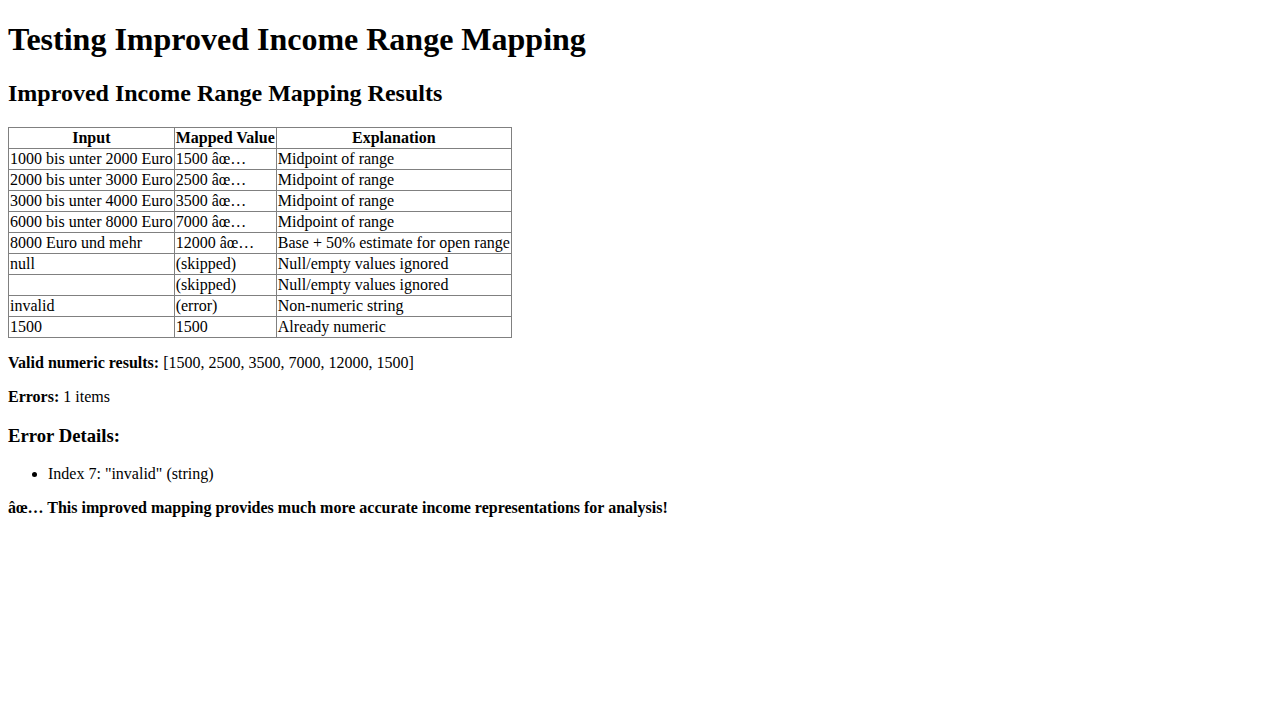 Testing Improved Income Range Mapping
Improved Income Range Mapping Results
Input Mapped Value Explanation
1000 bis unter 2000 Euro 1500 âœ… Midpoint of range
2000 bis unter 3000 Euro 2500 âœ… Midpoint of range
3000 bis unter 4000 Euro 3500 âœ… Midpoint of range
6000 bis unter 8000 Euro 7000 âœ… Midpoint of range
8000 Euro und mehr 12000 âœ… Base + 50% estimate for open range
null (skipped) Null/empty values ignored
(skipped) Null/empty values ignored
invalid (error) Non-numeric string
1500 1500 Already numeric
Valid numeric results: [1500, 2500, 3500, 7000, 12000, 1500]
Errors: 1 items
Error Details:
• Index 7: "invalid" (string)
âœ… This improved mapping provides much more accurate income representations for analysis!